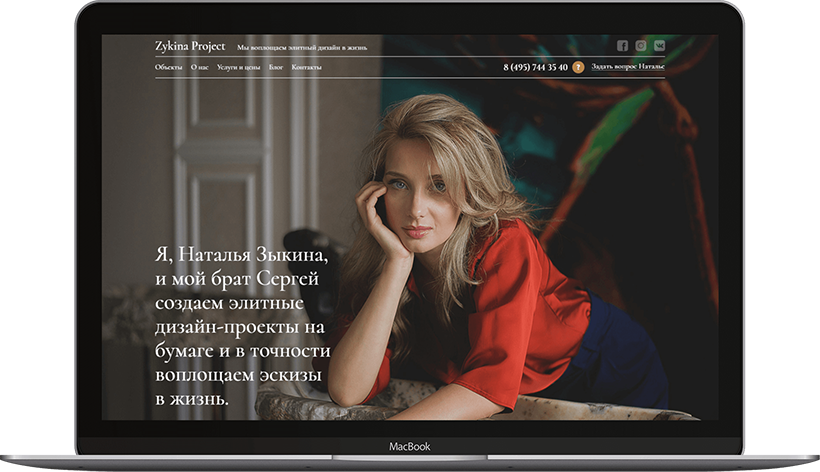 Zykina Project
Мы воплощаем элитный дизайн в жизнь
Объекты О нас Услуги и цены Блог Контакты
8 (495) 744 35 40 ? Задать вопрос Наталье
Я, Наталья Зыкина,
и мой брат Сергей
создаем элитные
дизайн-проекты на
бумаге и в точности
воплощаем эскизы
в жизнь.
MacBook